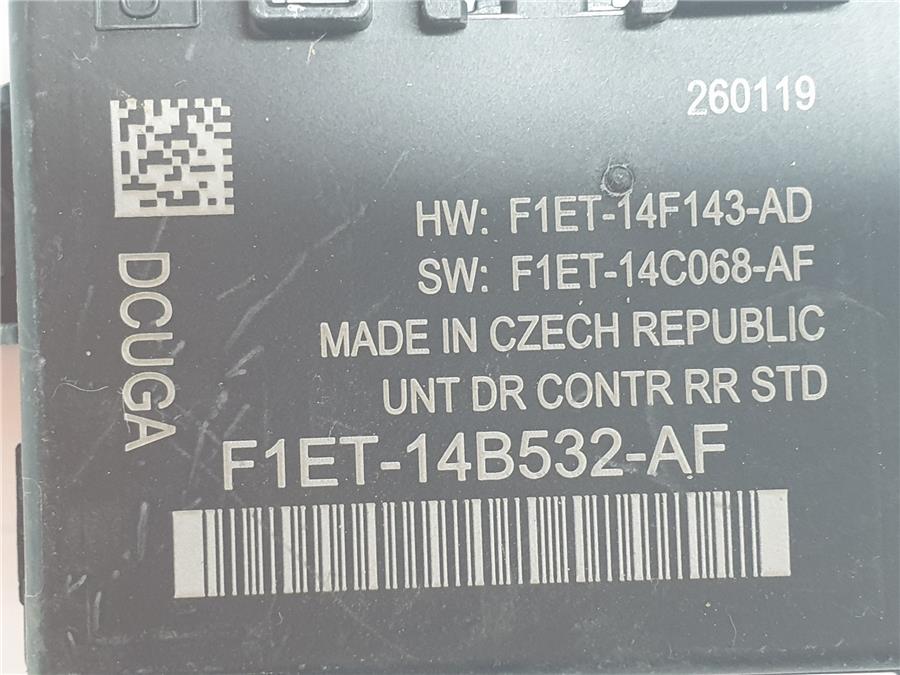 260119
HW: F1ET-14F143-AD
SW: F1ET-14C068-AF
MADE IN CZECH REPUBLIC
UNT DR CONTR RR STD
DCUGA
F1ET-14B532-AF